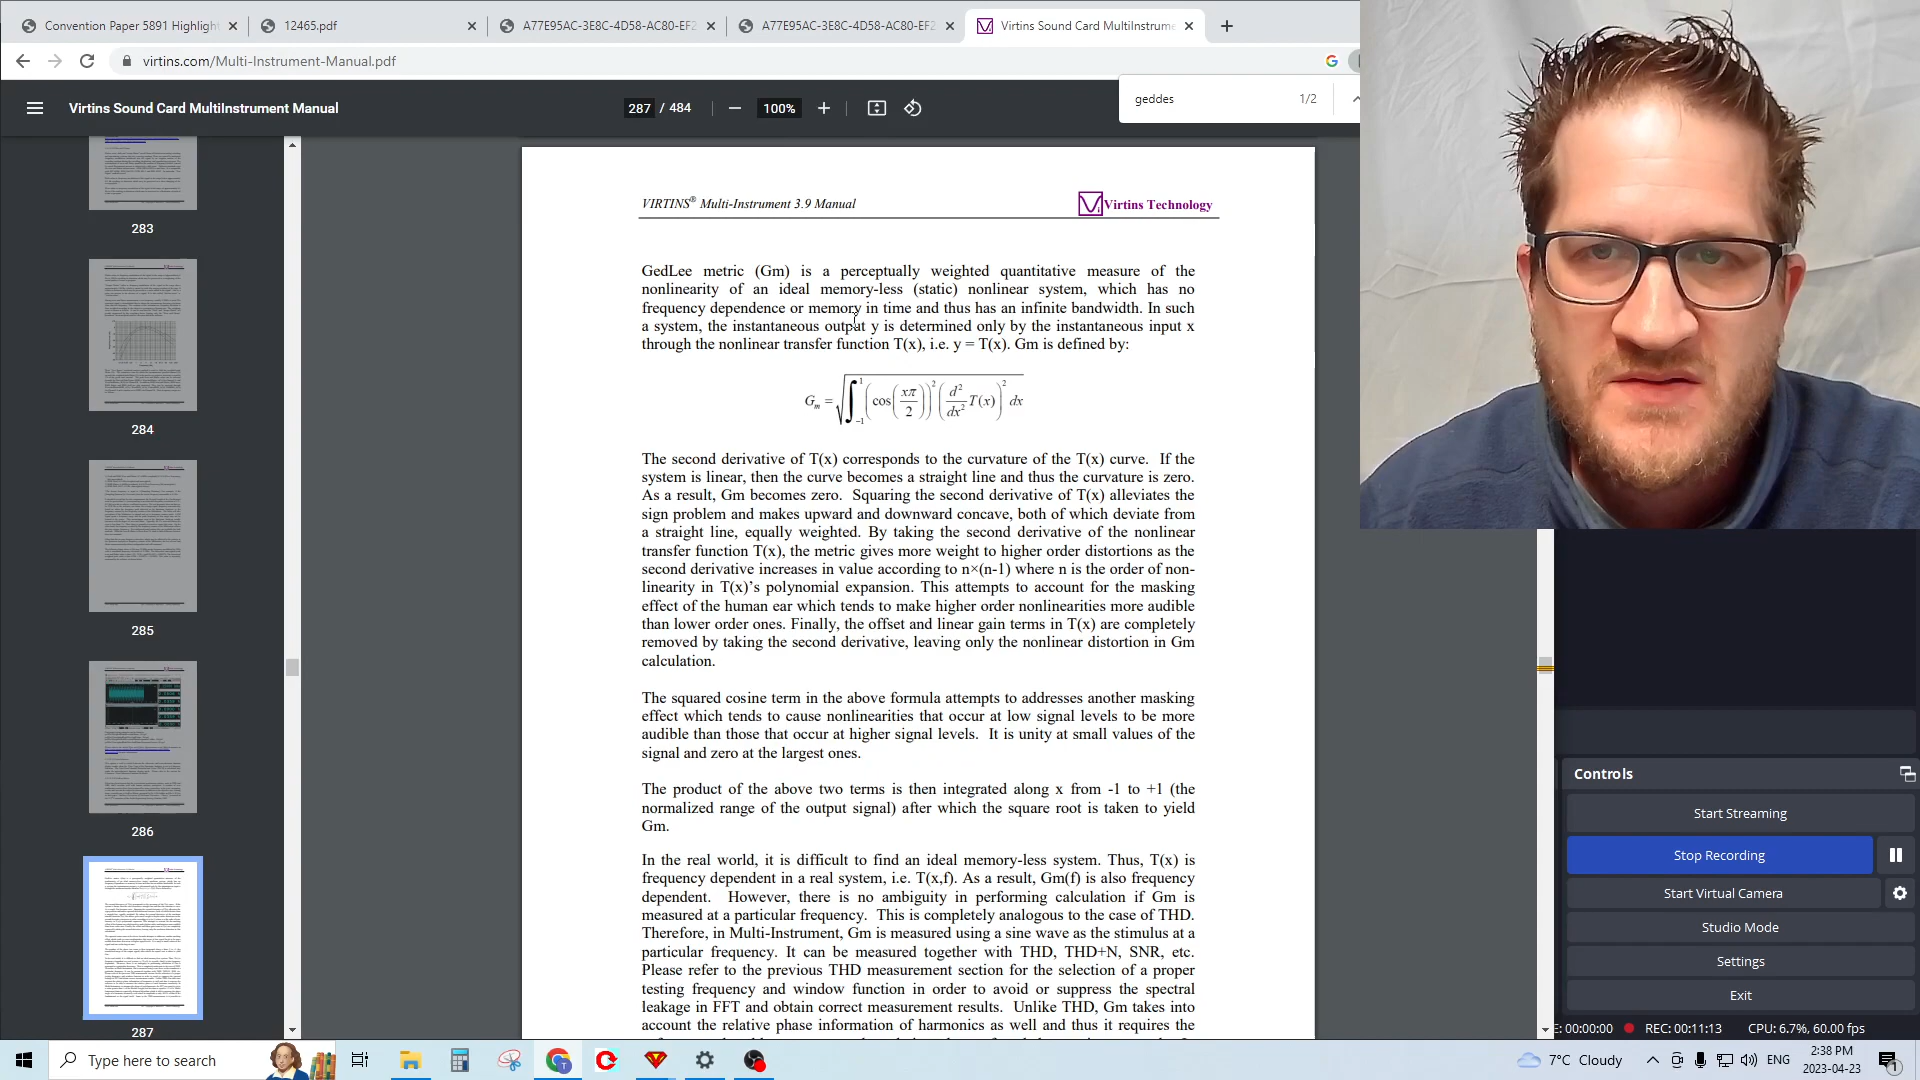 Convention Paper 5891 Highlight
12465.pdf
A77E95AC-3E8C-4D58-AC80-EF2
A77E95AC-3E8C-4D58-AC80-EF2
Virtins Sound Card MultiInstrume
virtins.com/Multi-Instrument-Manual.pdf
Virtins Sound Card MultiInstrument Manual
287 / 484
100%
geddes
1/2
283
284
285
286
287
VIRTINS® Multi-Instrument 3.9 Manual
Virtins Technology
GedLee metric (Gm) is a perceptually weighted quantitative measure of the
nonlinearity of an ideal memory-less (static) nonlinear system, which has no
frequency dependence or memory in time and thus has an infinite bandwidth. In such
a system, the instantaneous output y is determined only by the instantaneous input x
through the nonlinear transfer function T(x), i.e. y = T(x). Gm is defined by:
Gₘ = √∫₋₁¹ (cos(xπ/2))² (d²/dx² T(x))² dx
The second derivative of T(x) corresponds to the curvature of the T(x) curve. If the
system is linear, then the curve becomes a straight line and thus the curvature is zero.
As a result, Gm becomes zero. Squaring the second derivative of T(x) alleviates the
sign problem and makes upward and downward concave, both of which deviate from
a straight line, equally weighted. By taking the second derivative of the nonlinear
transfer function T(x), the metric gives more weight to higher order distortions as the
second derivative increases in value according to n×(n-1) where n is the order of non-
linearity in T(x)'s polynomial expansion. This attempts to account for the masking
effect of the human ear which tends to make higher order nonlinearities more audible
than lower order ones. Finally, the offset and linear gain terms in T(x) are completely
removed by taking the second derivative, leaving only the nonlinear distortion in Gm
calculation.
The squared cosine term in the above formula attempts to addresses another masking
effect which tends to cause nonlinearities that occur at low signal levels to be more
audible than those that occur at higher signal levels. It is unity at small values of the
signal and zero at the largest ones.
The product of the above two terms is then integrated along x from -1 to +1 (the
normalized range of the output signal) after which the square root is taken to yield
Gm.
In the real world, it is difficult to find an ideal memory-less system. Thus, T(x) is
frequency dependent in a real system, i.e. T(x,f). As a result, Gm(f) is also frequency
dependent. However, there is no ambiguity in performing calculation if Gm is
measured at a particular frequency. This is completely analogous to the case of THD.
Therefore, in Multi-Instrument, Gm is measured using a sine wave as the stimulus at a
particular frequency. It can be measured together with THD, THD+N, SNR, etc.
Please refer to the previous THD measurement section for the selection of a proper
testing frequency and window function in order to avoid or suppress the spectral
leakage in FFT and obtain correct measurement results. Unlike THD, Gm takes into
account the relative phase information of harmonics as well and thus it requires the
Controls
Start Streaming
Stop Recording
Start Virtual Camera
Studio Mode
Settings
Exit
E: 00:00:00
REC: 00:11:13
CPU: 6.7%, 60.00 fps
Type here to search
7°C Cloudy
ENG
2:38 PM
2023-04-23
1